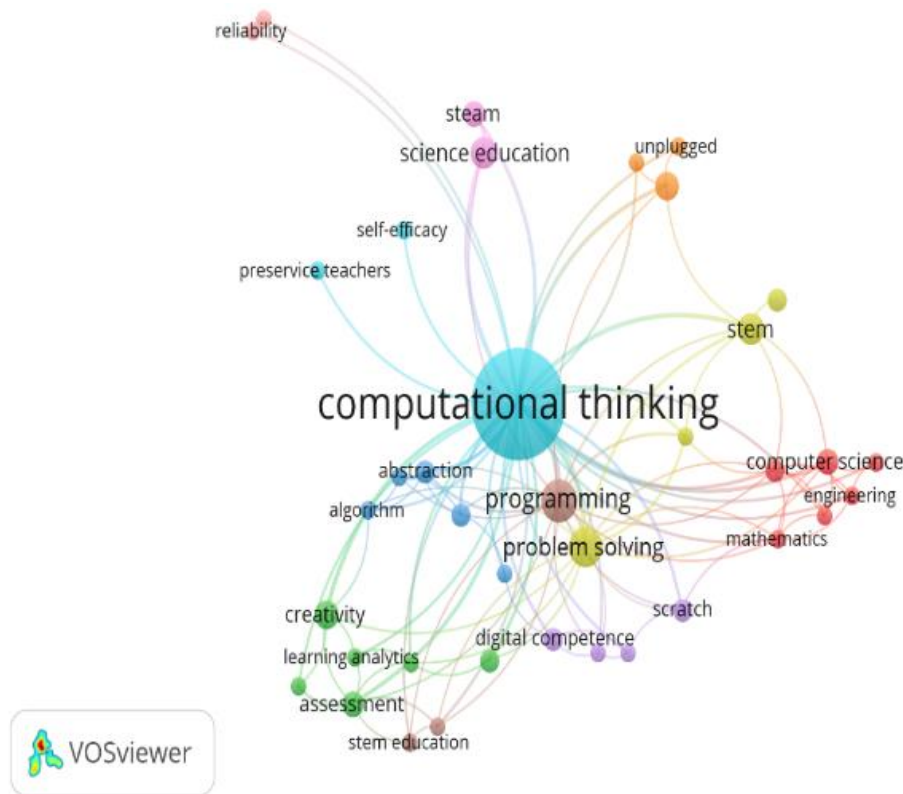 reliability
steam
science education
unplugged
self-efficacy
preservice teachers
stem
computational thinking
abstraction
computer science
programming
engineering
algorithm
mathematics
problem solving
creativity
scratch
digital competence
learning analytics
assessment
stem education
VOSviewer